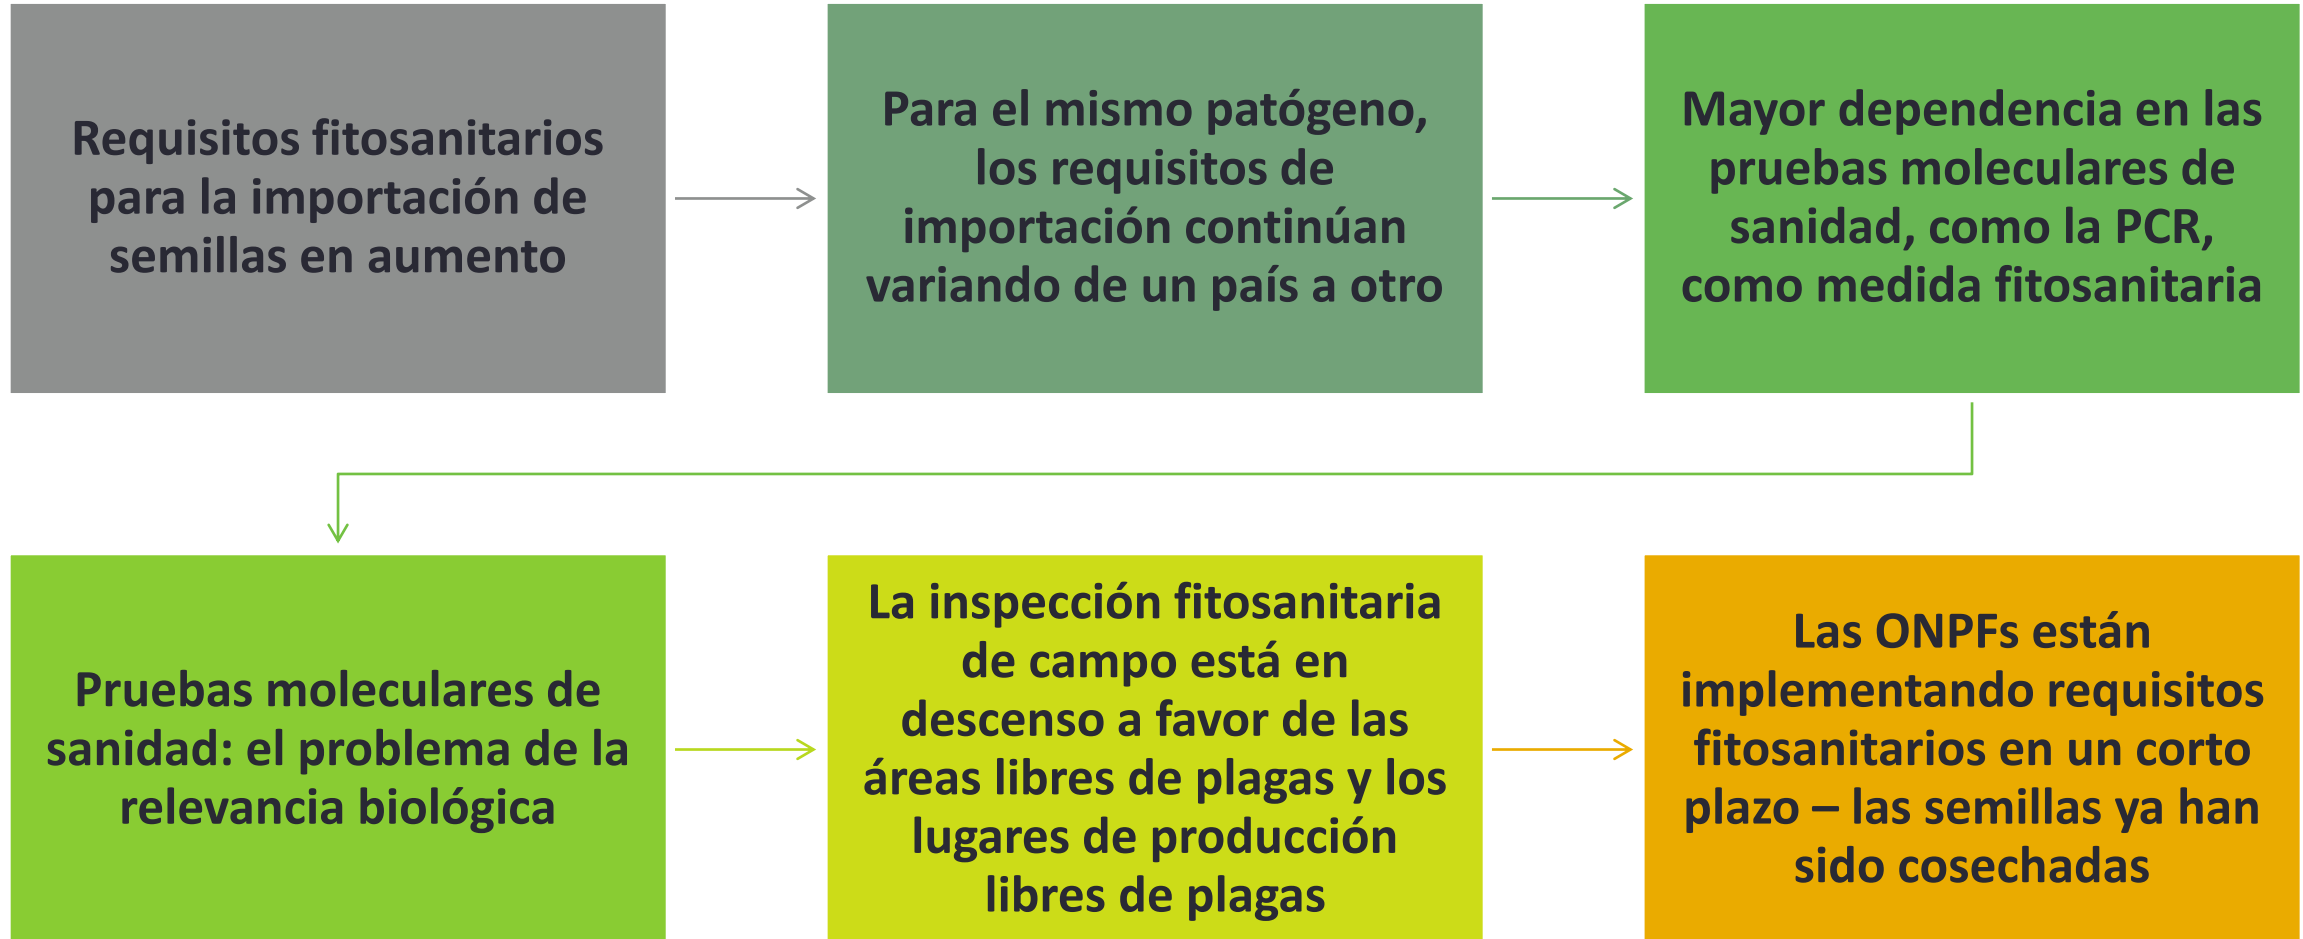 Requisitos fitosanitarios
para la importación de
semillas en aumento
Para el mismo patógeno,
los requisitos de
importación continúan
variando de un país a otro
Mayor dependencia en las
pruebas moleculares de
sanidad, como la PCR,
como medida fitosanitaria
Pruebas moleculares de
sanidad: el problema de la
relevancia biológica
La inspección fitosanitaria
de campo está en
descenso a favor de las
áreas libres de plagas y los
lugares de producción
libres de plagas
Las ONPFs están
implementando requisitos
fitosanitarios en un corto
plazo – las semillas ya han
sido cosechadas